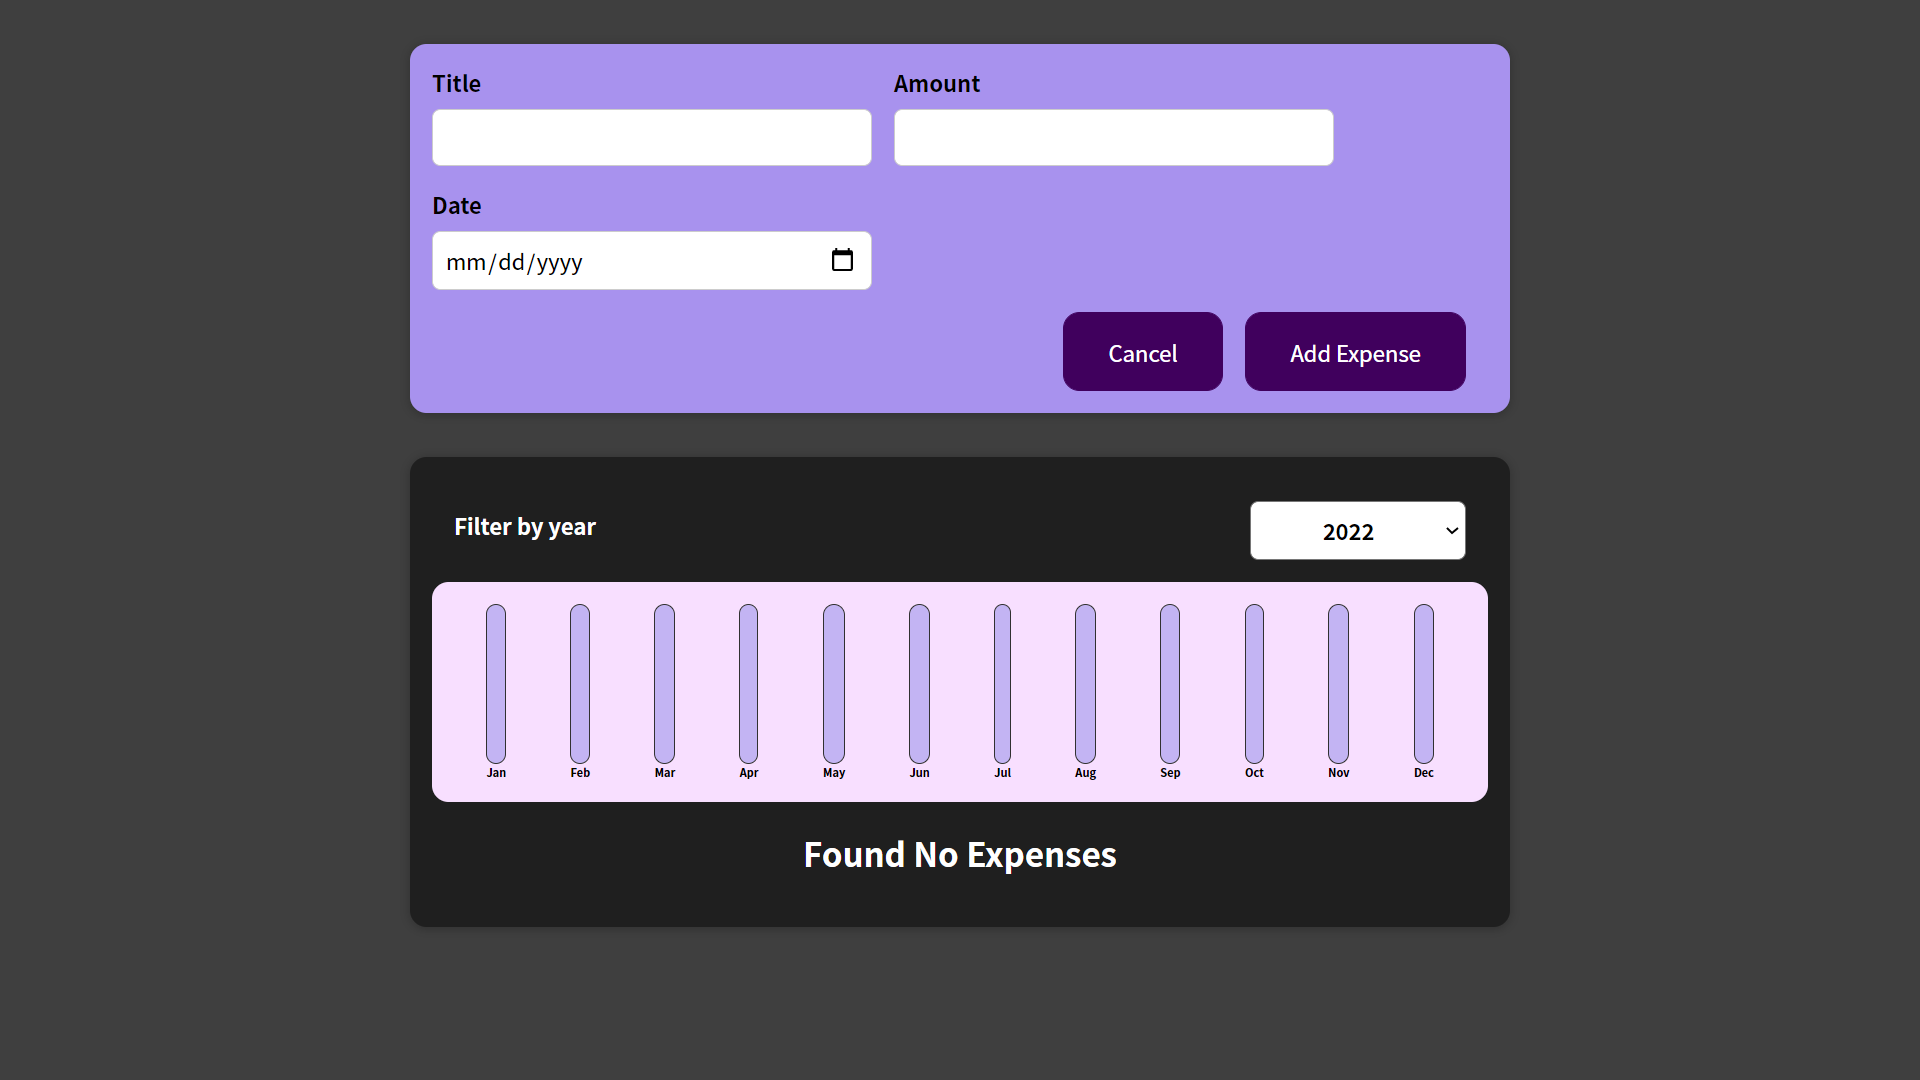 Title Amount
Date
mm/dd/yyyy
Cancel Add Expense
Filter by year 2022
Jan Feb Mar Apr May Jun Jul Aug Sep Oct Nov Dec
Found No Expenses